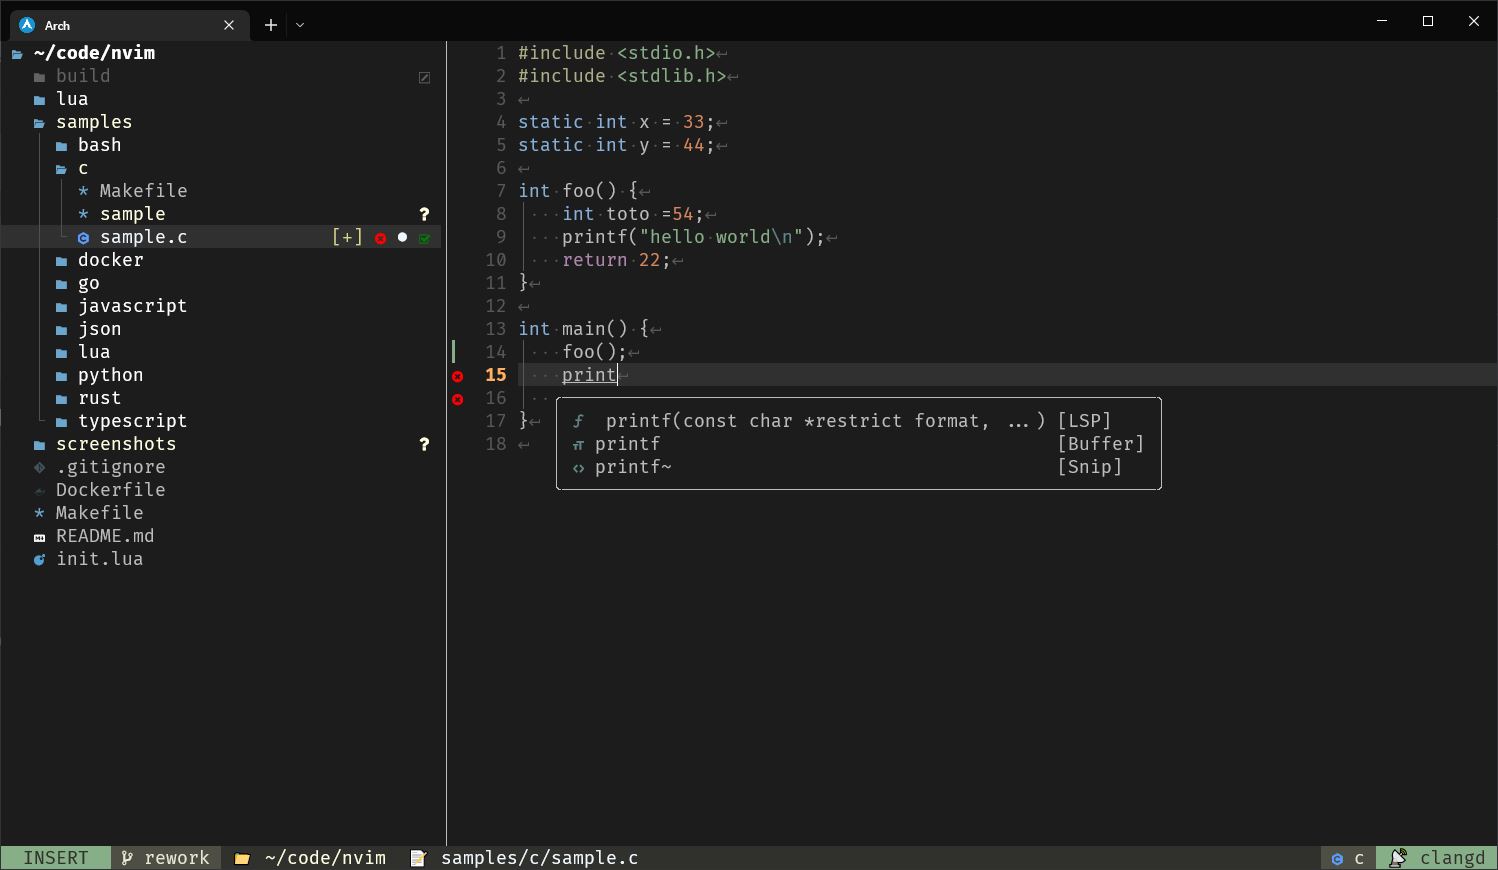 Arch
~/code/nvim
build
lua
samples
bash
c
Makefile
sample ?
sample.c [+]
docker
go
javascript
json
lua
python
rust
typescript
screenshots ?
.gitignore
Dockerfile
Makefile
README.md
init.lua
1 #include <stdio.h>
2 #include <stdlib.h>
3
4 static int x = 33;
5 static int y = 44;
6
7 int foo() {
8 int toto =54;
9 printf("hello world\n");
10 return 22;
11 }
12
13 int main() {
14 foo();
15 print
16
17 }
18
printf(const char *restrict format, ...) [LSP]
printf [Buffer]
printf~ [Snip]
INSERT rework ~/code/nvim samples/c/sample.c c clangd